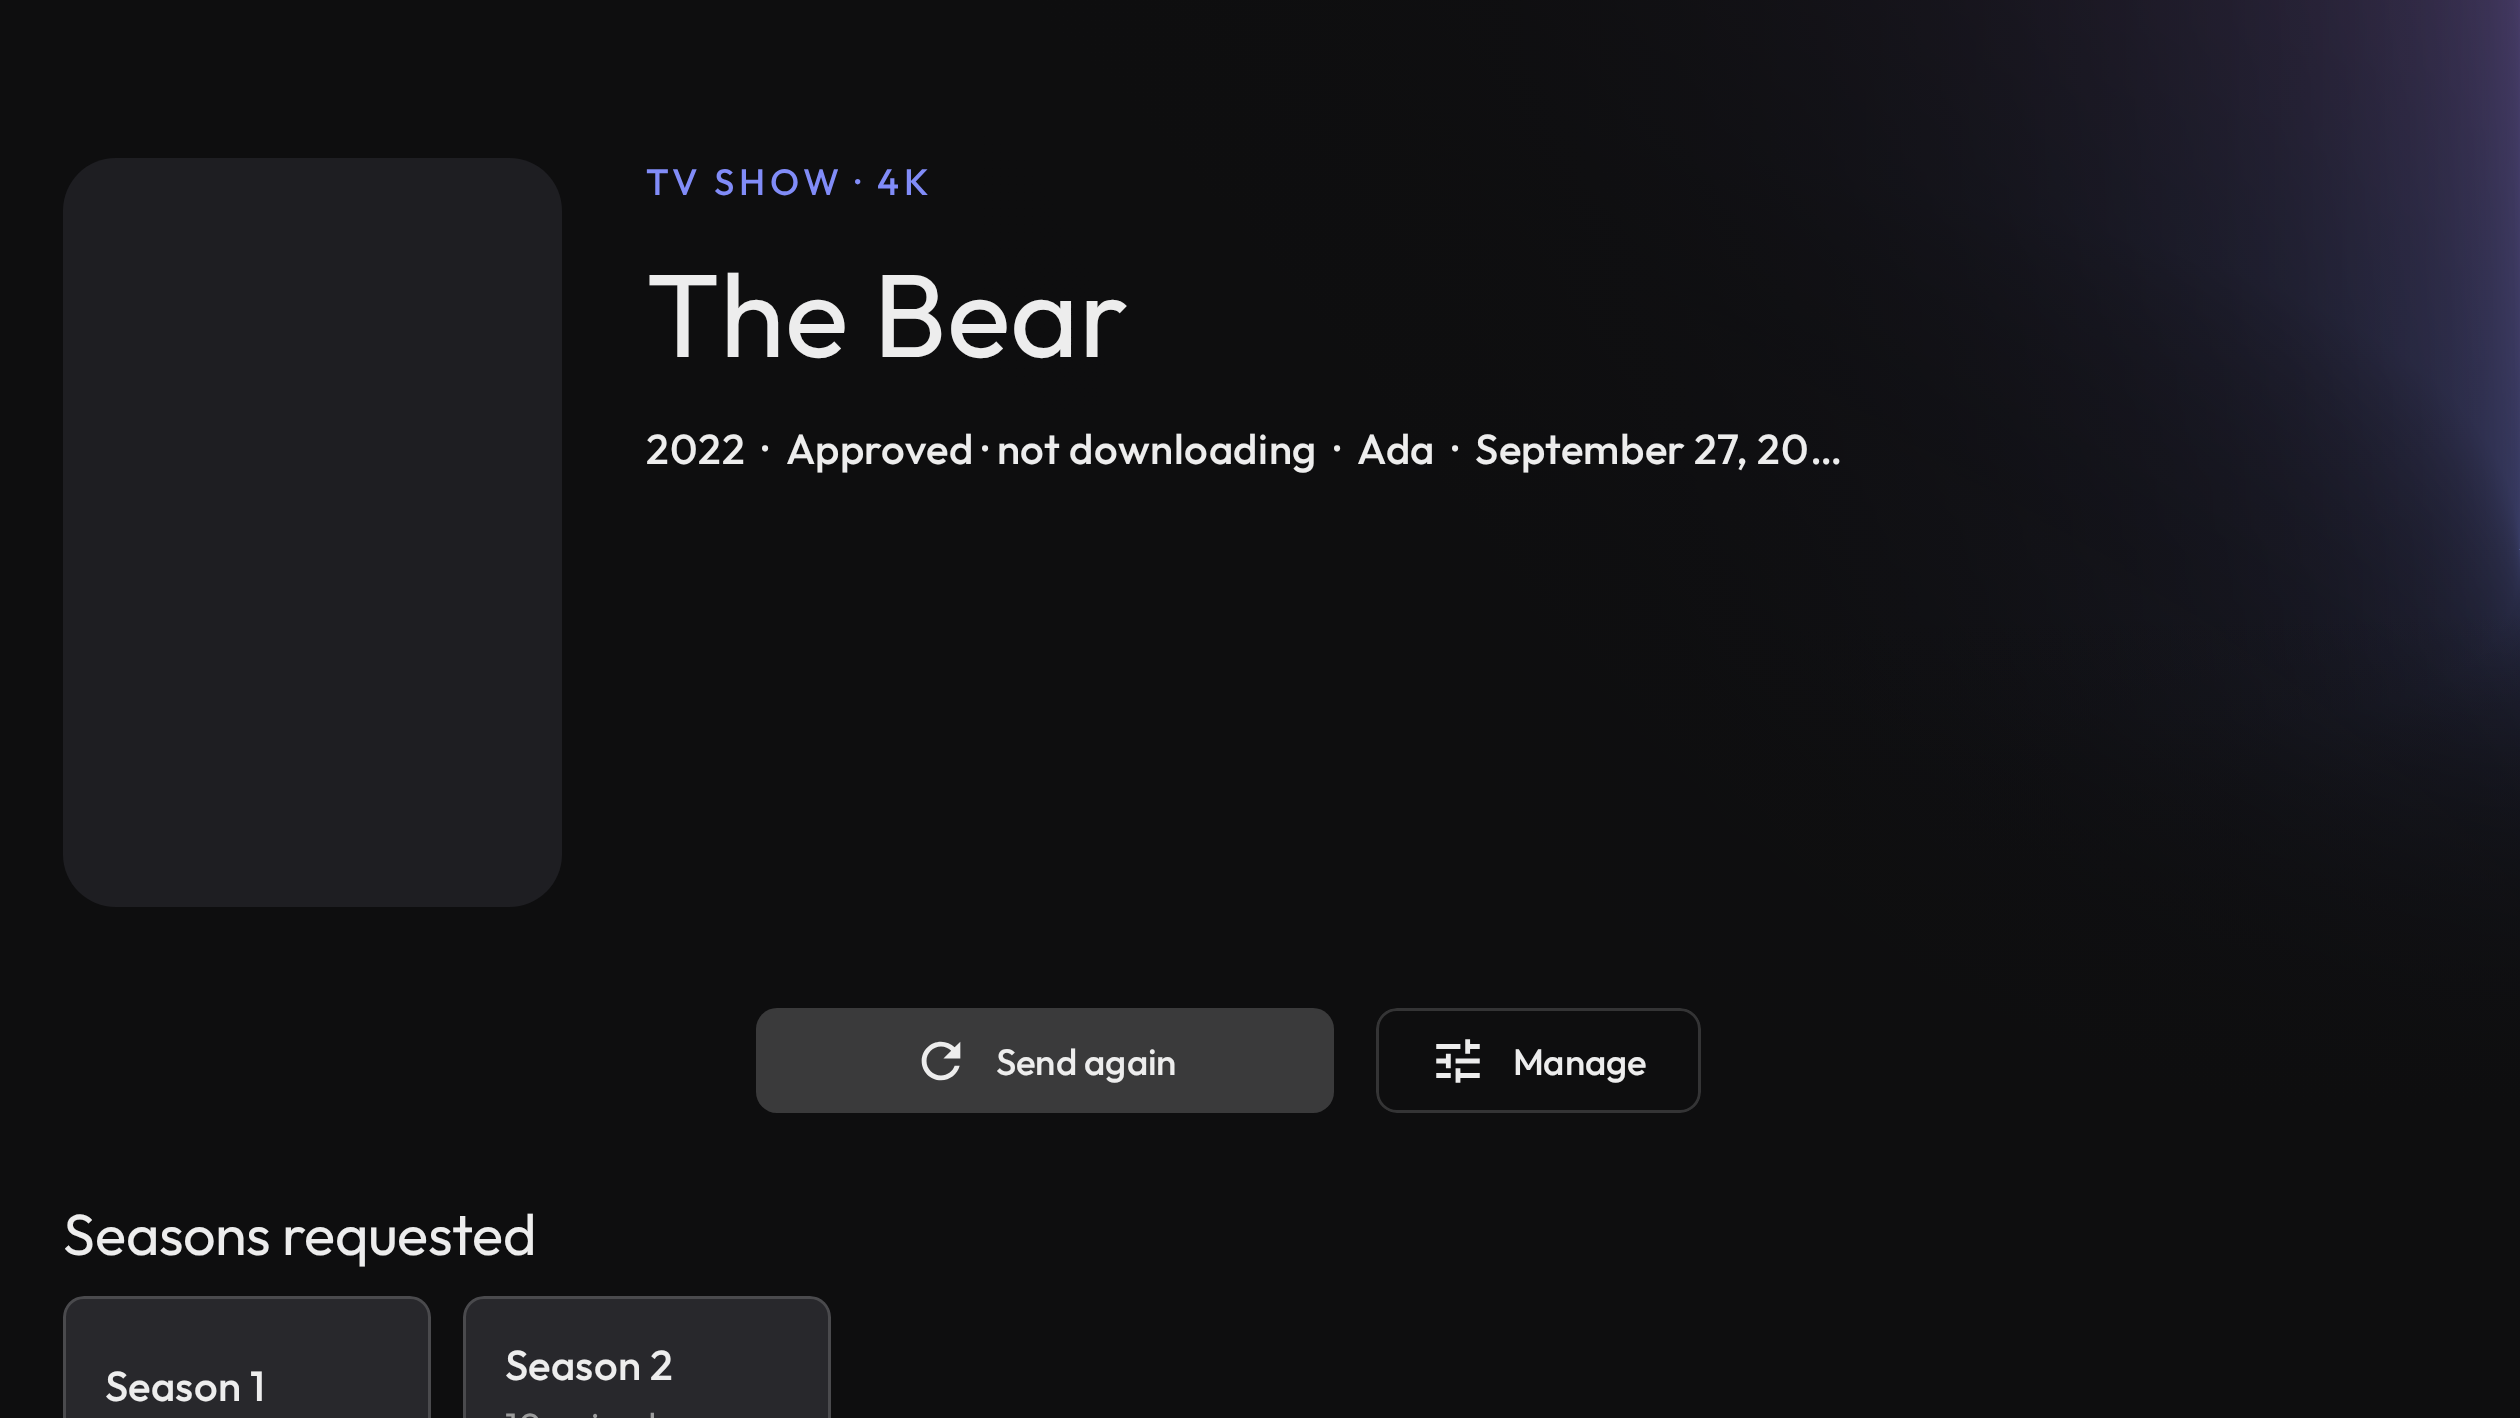 TV SHOW · 4K
The Bear
2022 · Approved · not downloading · Ada · September 27, 20…
Send again
Manage
Seasons requested
Season 1
Season 2